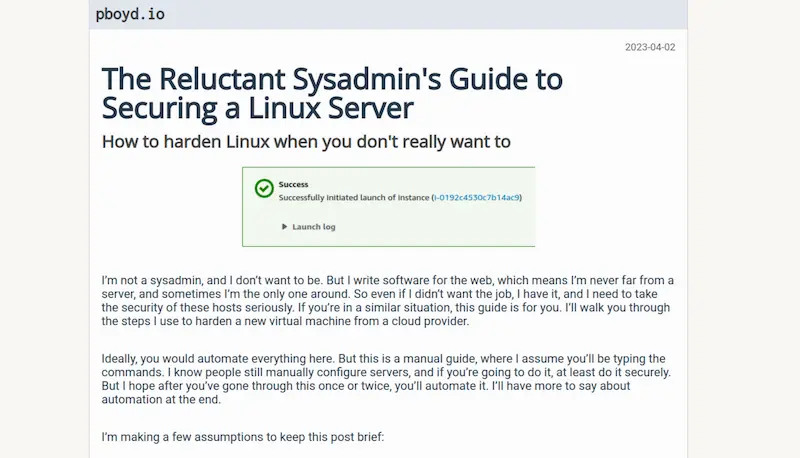 pboyd.io
2023-04-02
The Reluctant Sysadmin's Guide to
Securing a Linux Server
How to harden Linux when you don't really want to
Success
Successfully initiated launch of instance (i-0192c4530c7b14ac9)
Launch log
I’m not a sysadmin, and I don’t want to be. But I write software for the web, which means I’m never far from a
server, and sometimes I’m the only one around. So even if I didn’t want the job, I have it, and I need to take
the security of these hosts seriously. If you’re in a similar situation, this guide is for you. I’ll walk you through
the steps I use to harden a new virtual machine from a cloud provider.
Ideally, you would automate everything here. But this is a manual guide, where I assume you’ll be typing the
commands. I know people still manually configure servers, and if you’re going to do it, at least do it securely.
But I hope after you’ve gone through this once or twice, you’ll automate it. I’ll have more to say about
automation at the end.
I’m making a few assumptions to keep this post brief: